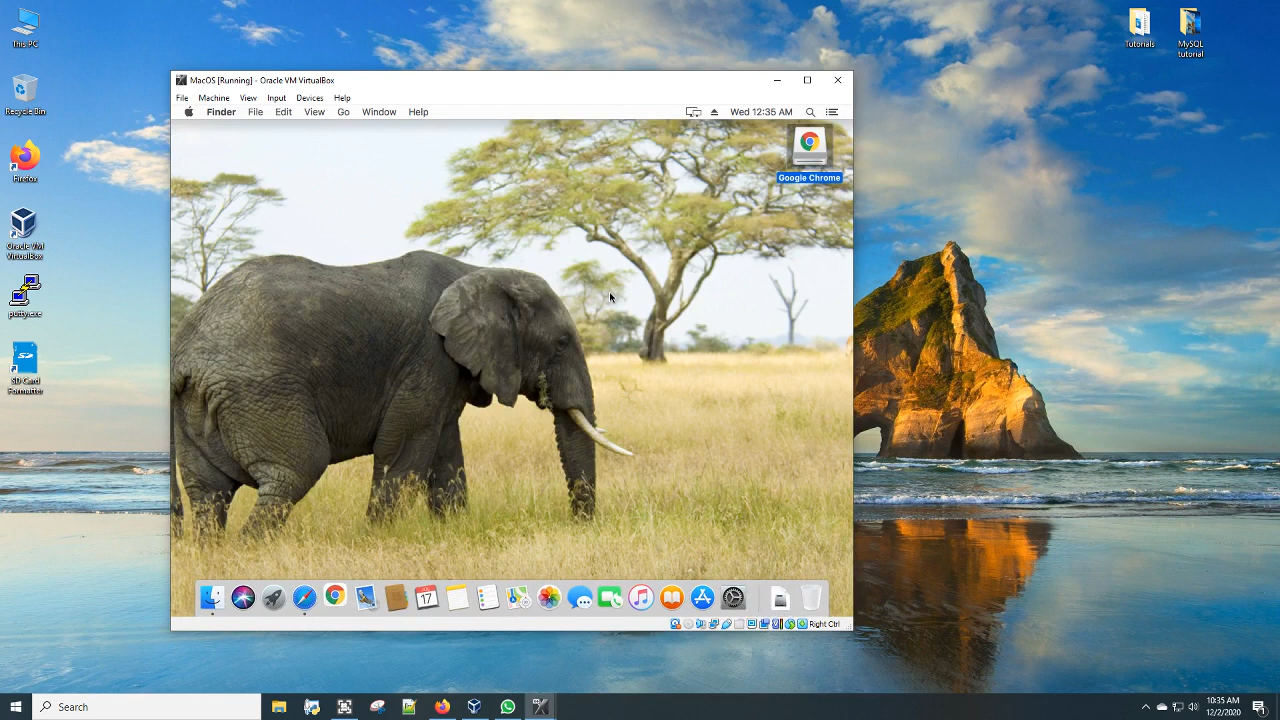 This PC
Recycle Bin
Firefox
Oracle VM
VirtualBox
putty.exe
SD Card
Formatter
Tutorials
MySQL
tutorial
MacOS [Running] - Oracle VM VirtualBox
File Machine View Input Devices Help
Finder File Edit View Go Window Help Wed 12:35 AM
Google Chrome
17
Right Ctrl
Search
10:35 AM
12/2/2020